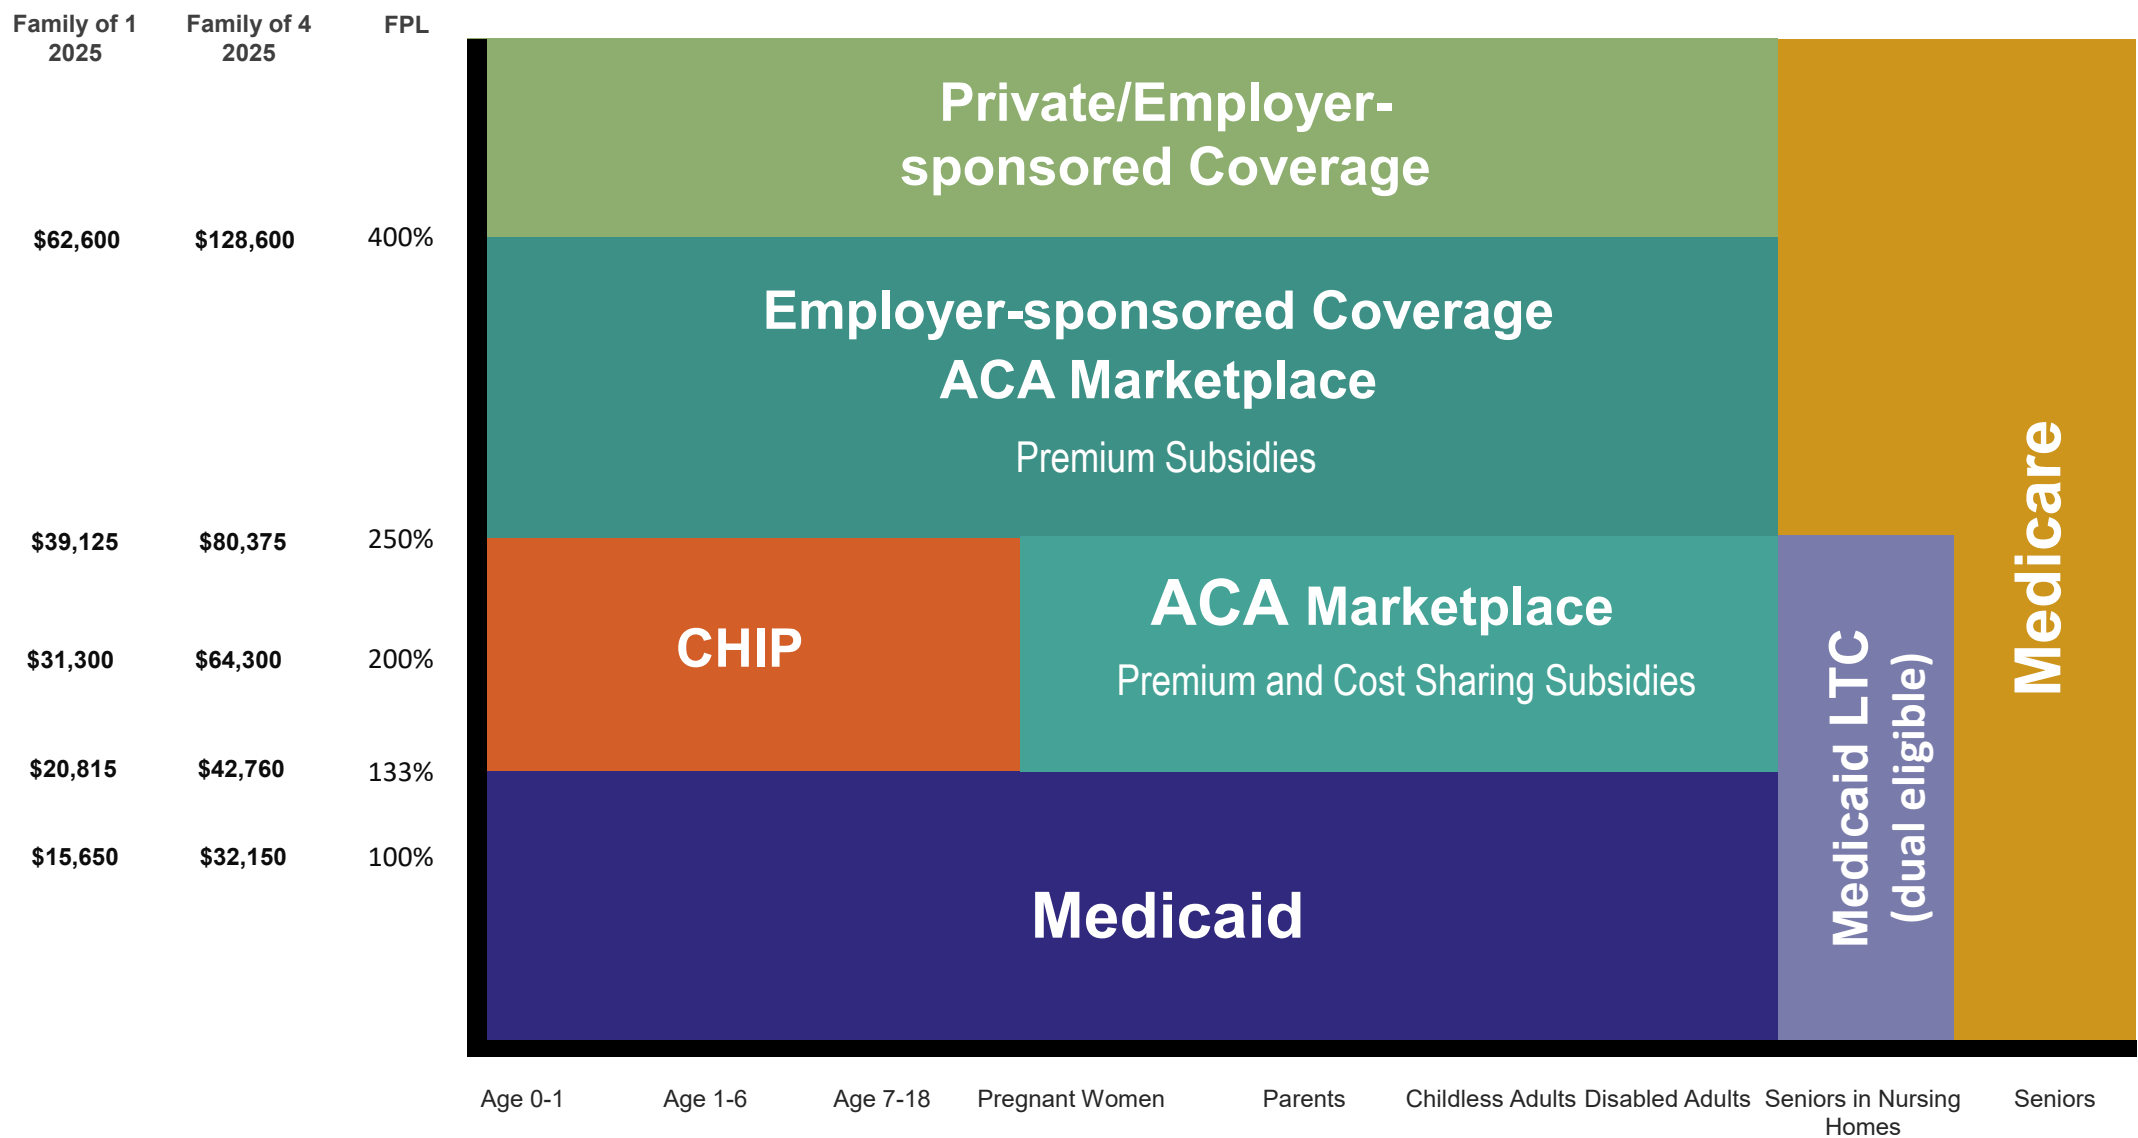 Family of 1
2025
Family of 4
2025
FPL
Private/Employer-
sponsored Coverage
$62,600
$128,600
400%
Employer-sponsored Coverage
ACA Marketplace
Premium Subsidies
$39,125
$80,375
250%
CHIP
ACA Marketplace
Premium and Cost Sharing Subsidies
$31,300
$64,300
200%
$20,815
$42,760
133%
$15,650
$32,150
100%
Medicaid
Medicaid LTC
(dual eligible)
Medicare
Age 0-1
Age 1-6
Age 7-18
Pregnant Women
Parents
Childless Adults
Disabled Adults
Seniors in Nursing
Homes
Seniors